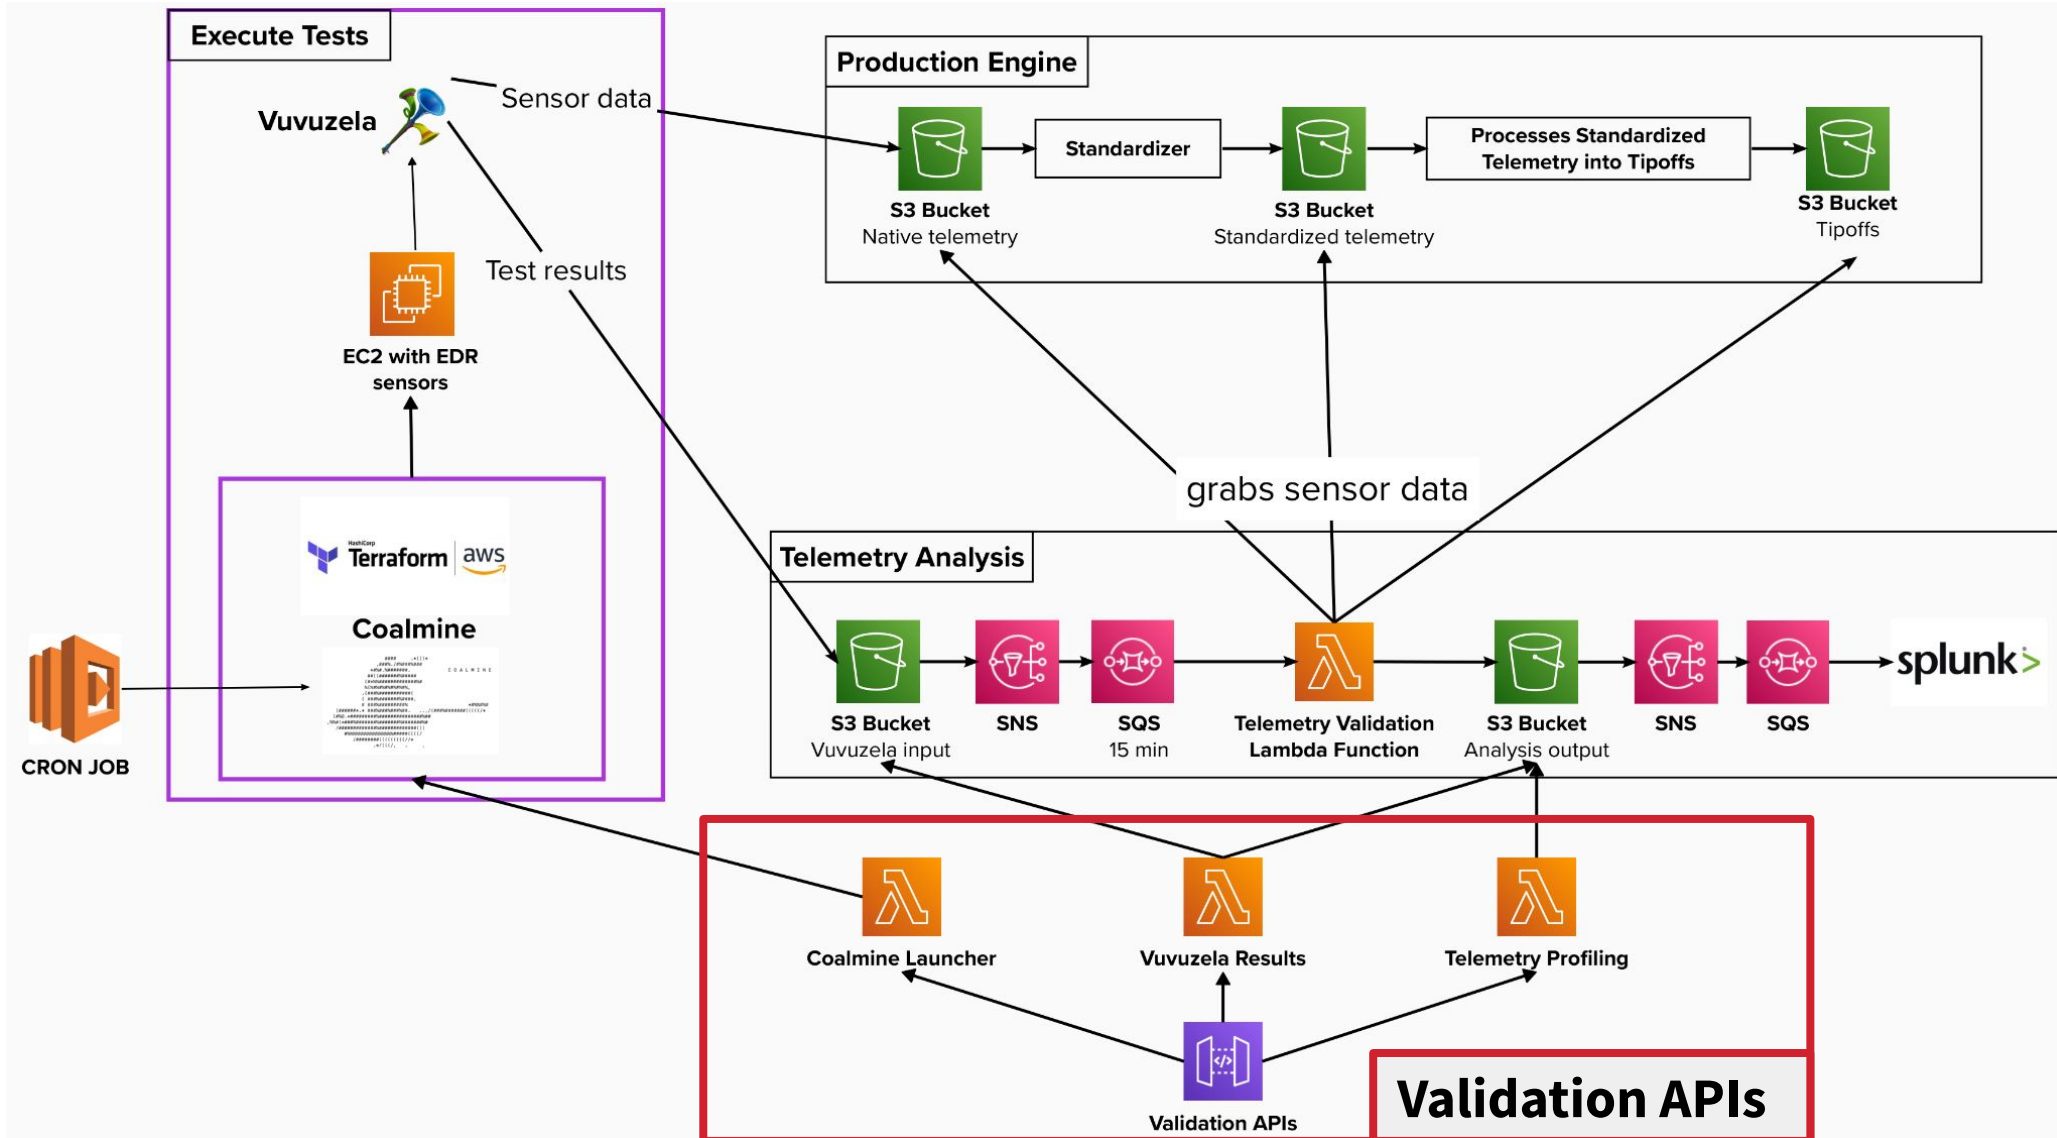 Execute Tests
Vuvuzela
Sensor data
Test results
EC2 with EDR
sensors
HashiCorp
Terraform
aws
Coalmine
COALMINE
CRON JOB
Production Engine
Standardizer
Processes Standardized
Telemetry into Tipoffs
S3 Bucket
Native telemetry
S3 Bucket
Standardized telemetry
S3 Bucket
Tipoffs
grabs sensor data
Telemetry Analysis
S3 Bucket
Vuvuzela input
SNS
SQS
15 min
Telemetry Validation
Lambda Function
S3 Bucket
Analysis output
SNS
SQS
splunk>
Coalmine Launcher
Vuvuzela Results
Telemetry Profiling
Validation APIs
Validation APIs